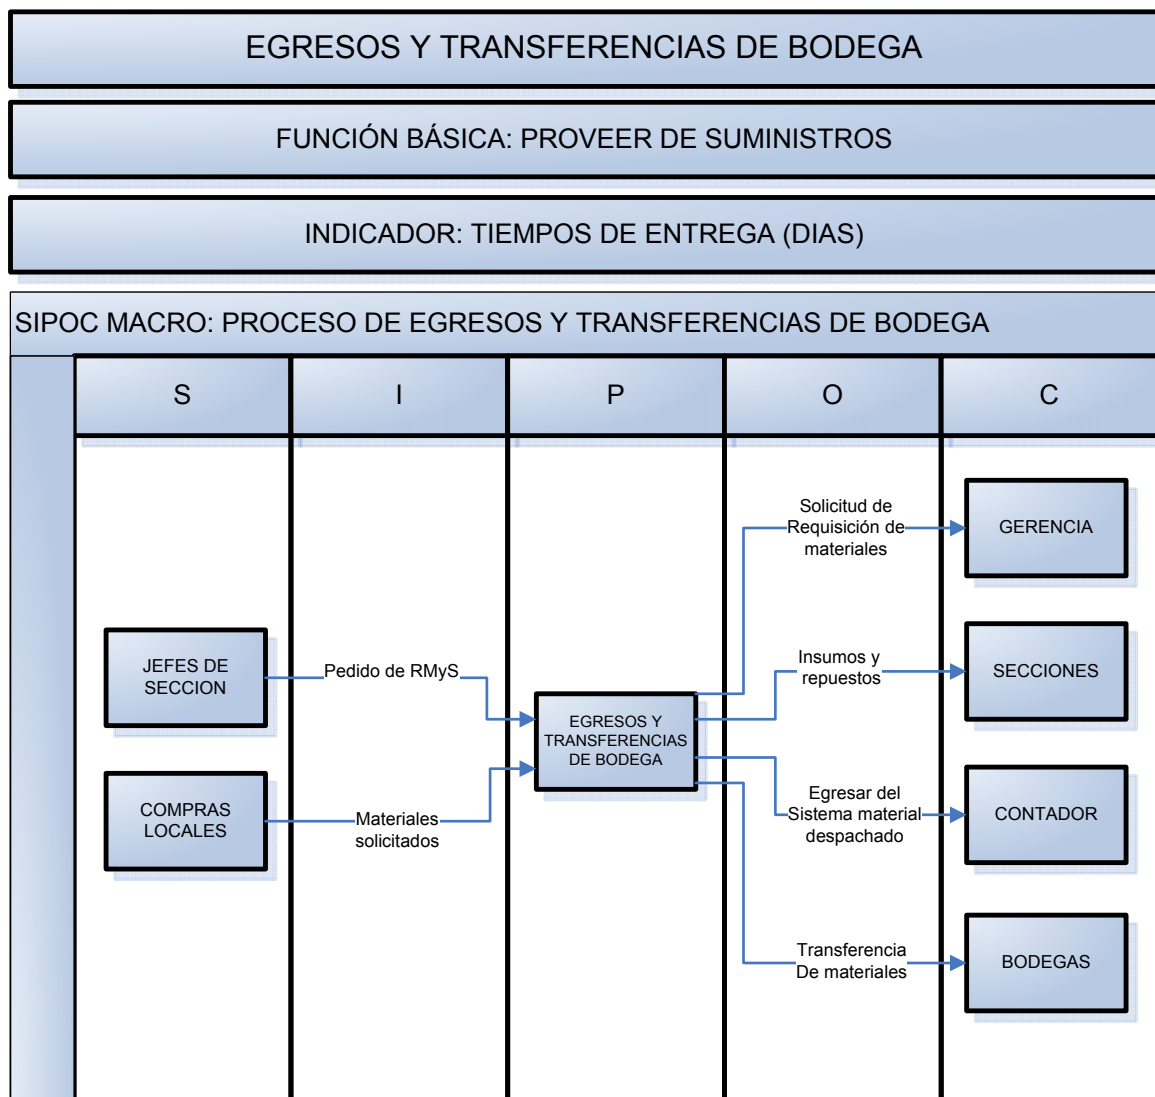 EGRESOS Y TRANSFERENCIAS DE BODEGA
FUNCIÓN BÁSICA: PROVEER DE SUMINISTROS
INDICADOR: TIEMPOS DE ENTREGA (DIAS)
SIPOC MACRO: PROCESO DE EGRESOS Y TRANSFERENCIAS DE BODEGA
S
I
P
O
C
JEFES DE
SECCION
COMPRAS
LOCALES
Pedido de RMyS
Materiales
solicitados
EGRESOS Y
TRANSFERENCIAS
DE BODEGA
Solicitud de
Requisición de
materiales
Insumos y
repuestos
Egresar del
Sistema material
despachado
Transferencia
De materiales
GERENCIA
SECCIONES
CONTADOR
BODEGAS